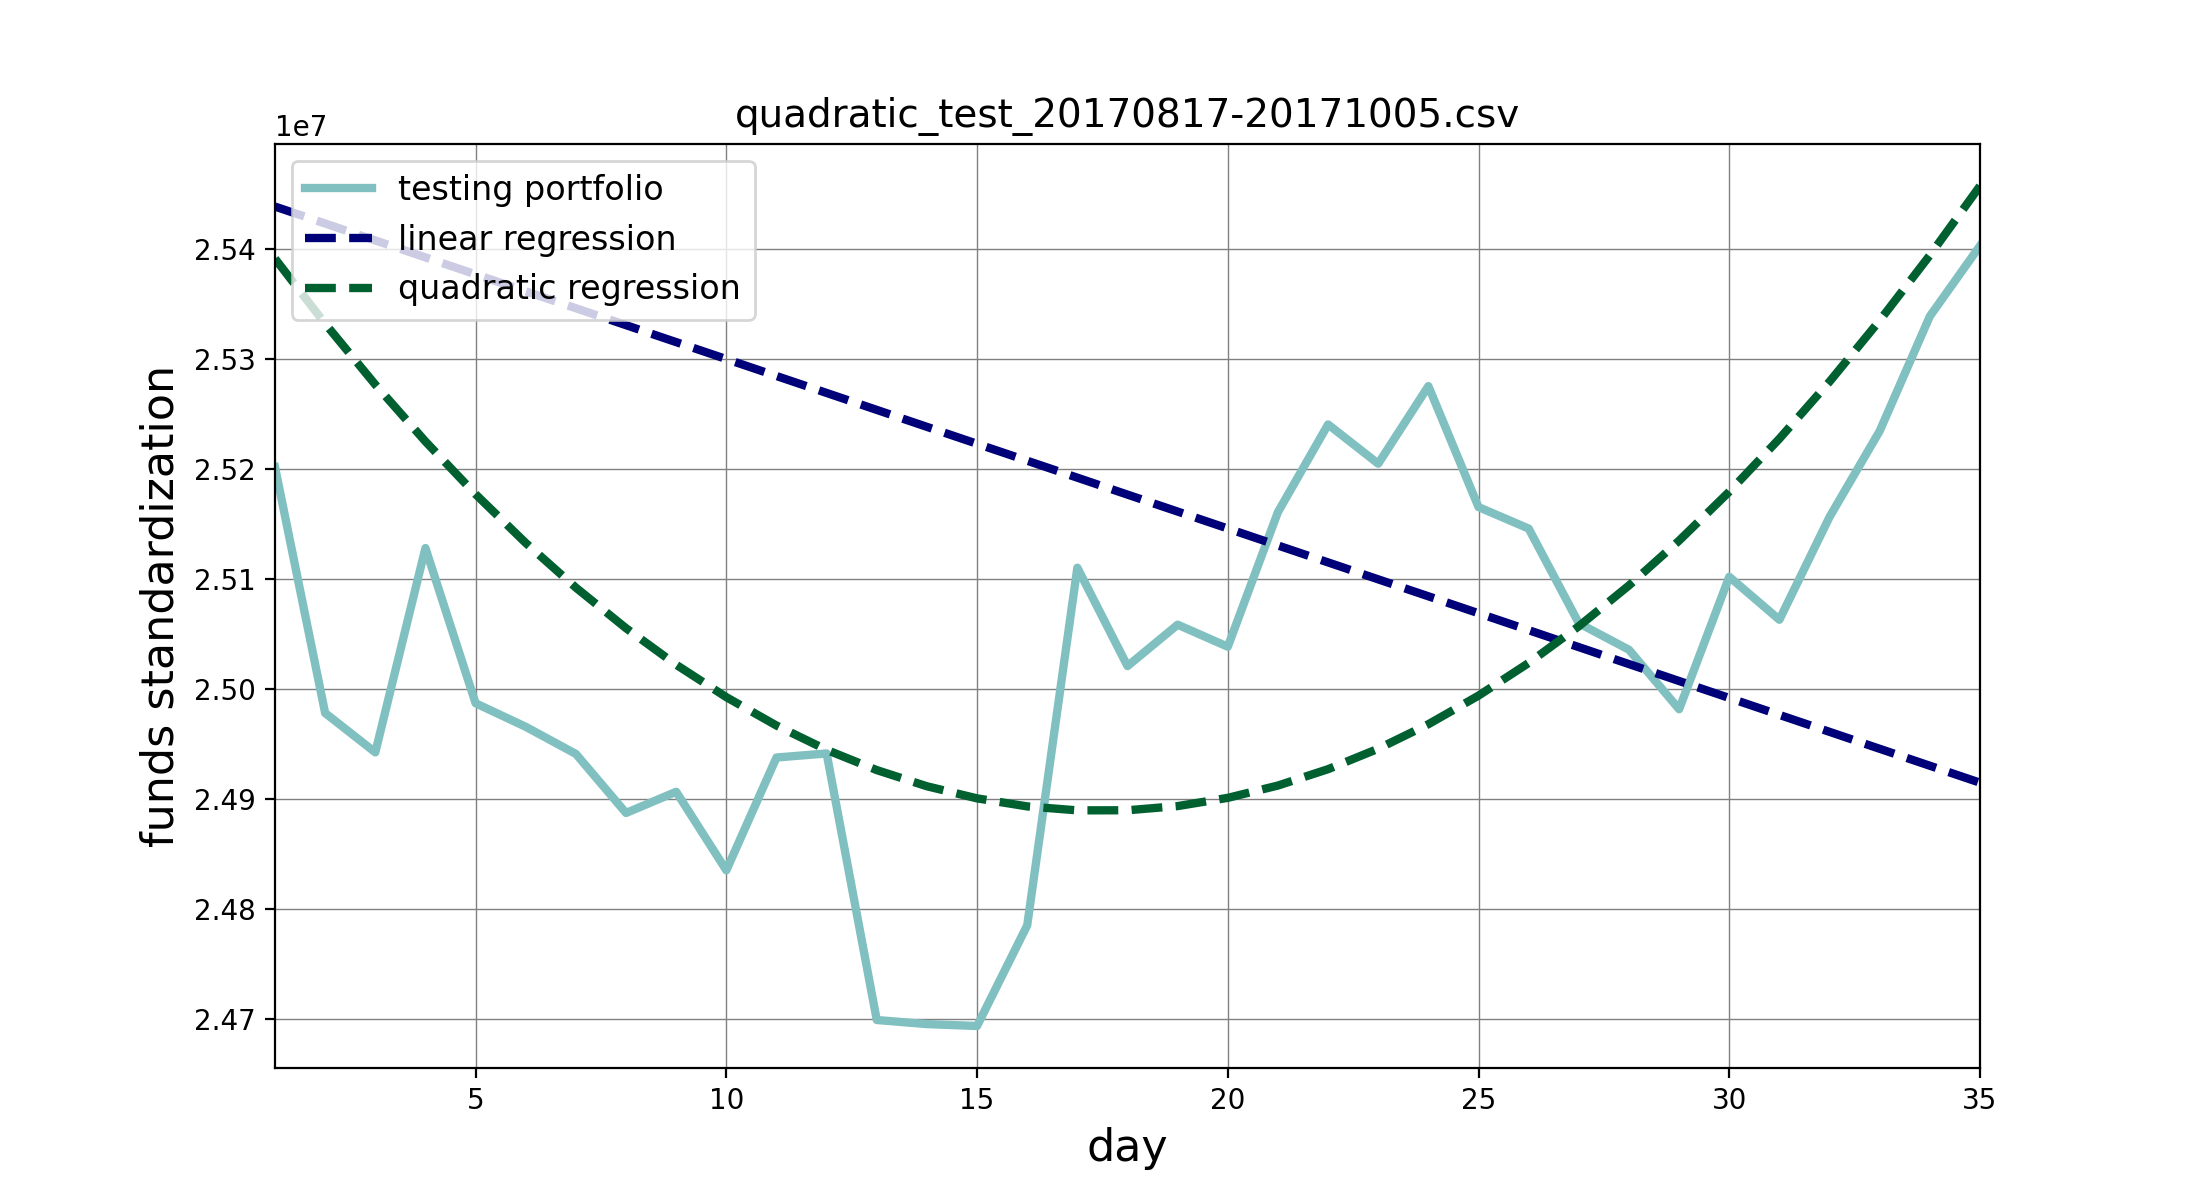 quadratic_test_20170817-20171005.csv
1e7
testing portfolio
linear regression
quadratic regression
2.54
2.53
2.52
2.51
2.50
2.49
2.48
2.47
funds standardization
5 10 15 20 25 30 35
day